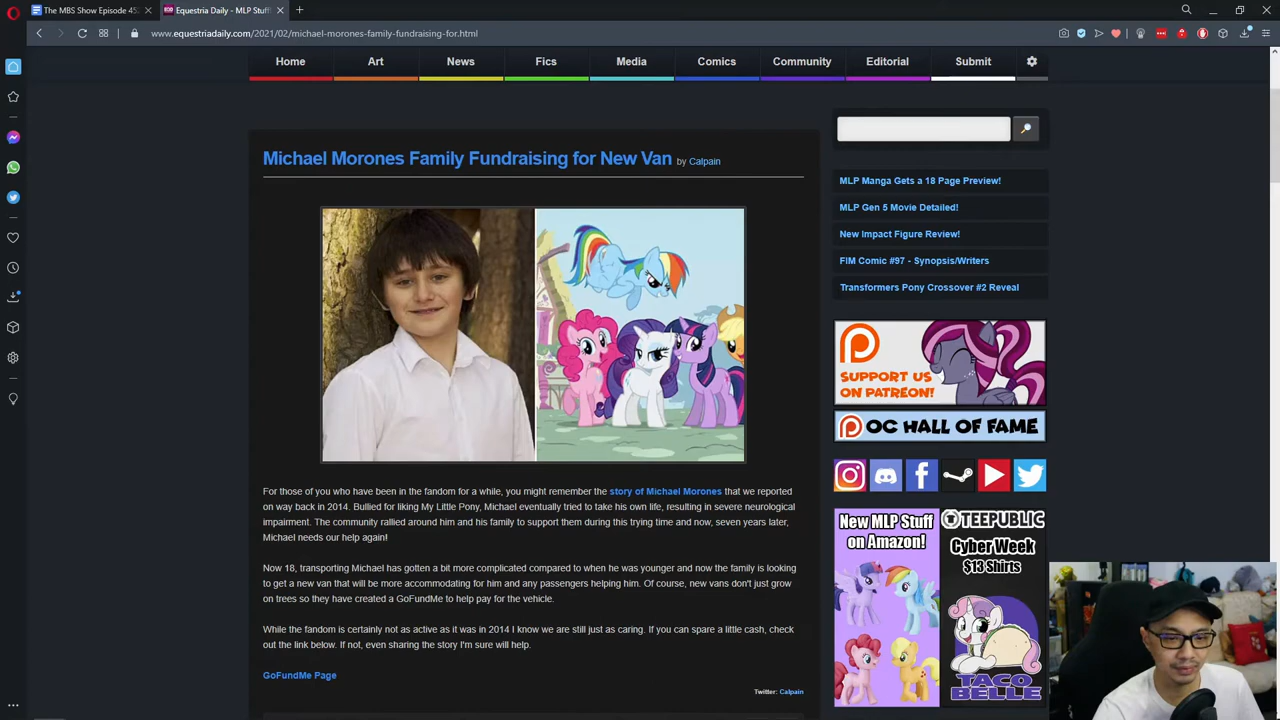 The MBS Show Episode 45
Equestria Daily - MLP Stuff
www.equestriadaily.com/2021/02/michael-morones-family-fundraising-for.html
Home
Art
News
Fics
Media
Comics
Community
Editorial
Submit
Michael Morones Family Fundraising for New Van by Calpain
For those of you who have been in the fandom for a while, you might remember the story of Michael Morones that we reported
on way back in 2014. Bullied for liking My Little Pony, Michael eventually tried to take his own life, resulting in severe neurological
impairment. The community rallied around him and his family to support them during this trying time and now, seven years later,
Michael needs our help again!
Now 18, transporting Michael has gotten a bit more complicated compared to when he was younger and now the family is looking
to get a new van that will be more accommodating for him and any passengers helping him. Of course, new vans don't just grow
on trees so they have created a GoFundMe to help pay for the vehicle.
While the fandom is certainly not as active as it was in 2014 I know we are still just as caring. If you can spare a little cash, check
out the link below. If not, even sharing the story I'm sure will help.
GoFundMe Page
Twitter: Calpain
MLP Manga Gets a 18 Page Preview!
MLP Gen 5 Movie Detailed!
New Impact Figure Review!
FIM Comic #97 - Synopsis/Writers
Transformers Pony Crossover #2 Reveal
SUPPORT US
ON PATREON!
OC HALL OF FAME
New MLP Stuff
on Amazon!
TEEPUBLIC
Cyber Week
$13 Shirts
TACO
BELLE